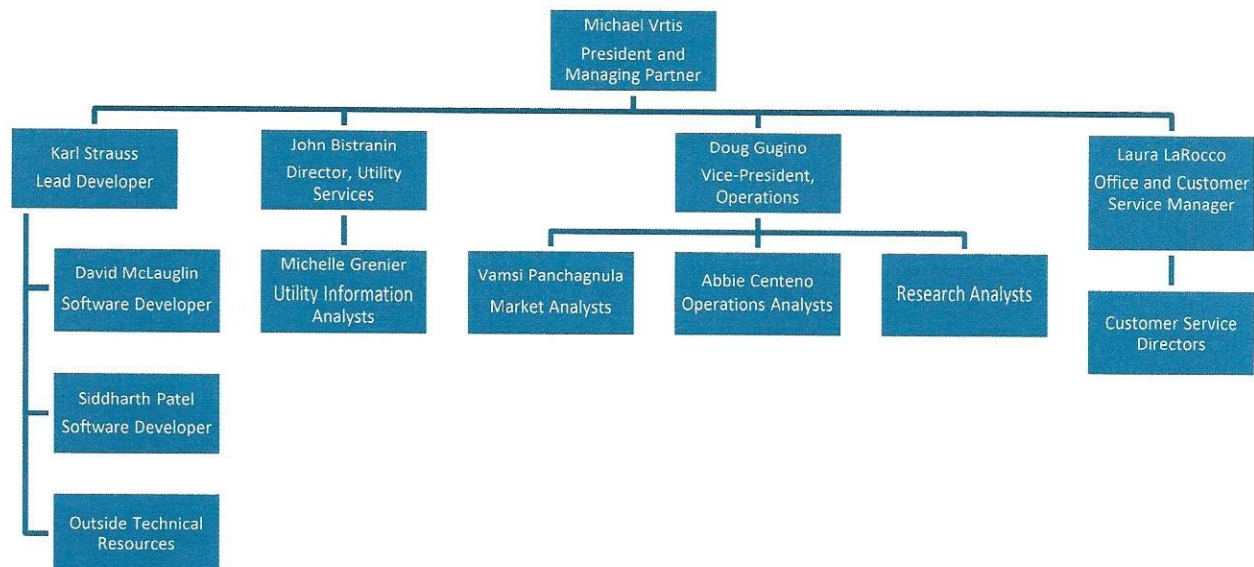 Michael Vrtis
President and
Managing Partner
Karl Strauss
Lead Developer
John Bistranin
Director, Utility
Services
Doug Gugino
Vice-President,
Operations
Laura LaRocco
Office and Customer
Service Manager
David McLauglin
Software Developer
Michelle Grenier
Utility Information
Analysts
Vamsi Panchagnula
Market Analysts
Abbie Centeno
Operations Analysts
Research Analysts
Customer Service
Directors
Siddharth Patel
Software Developer
Outside Technical
Resources